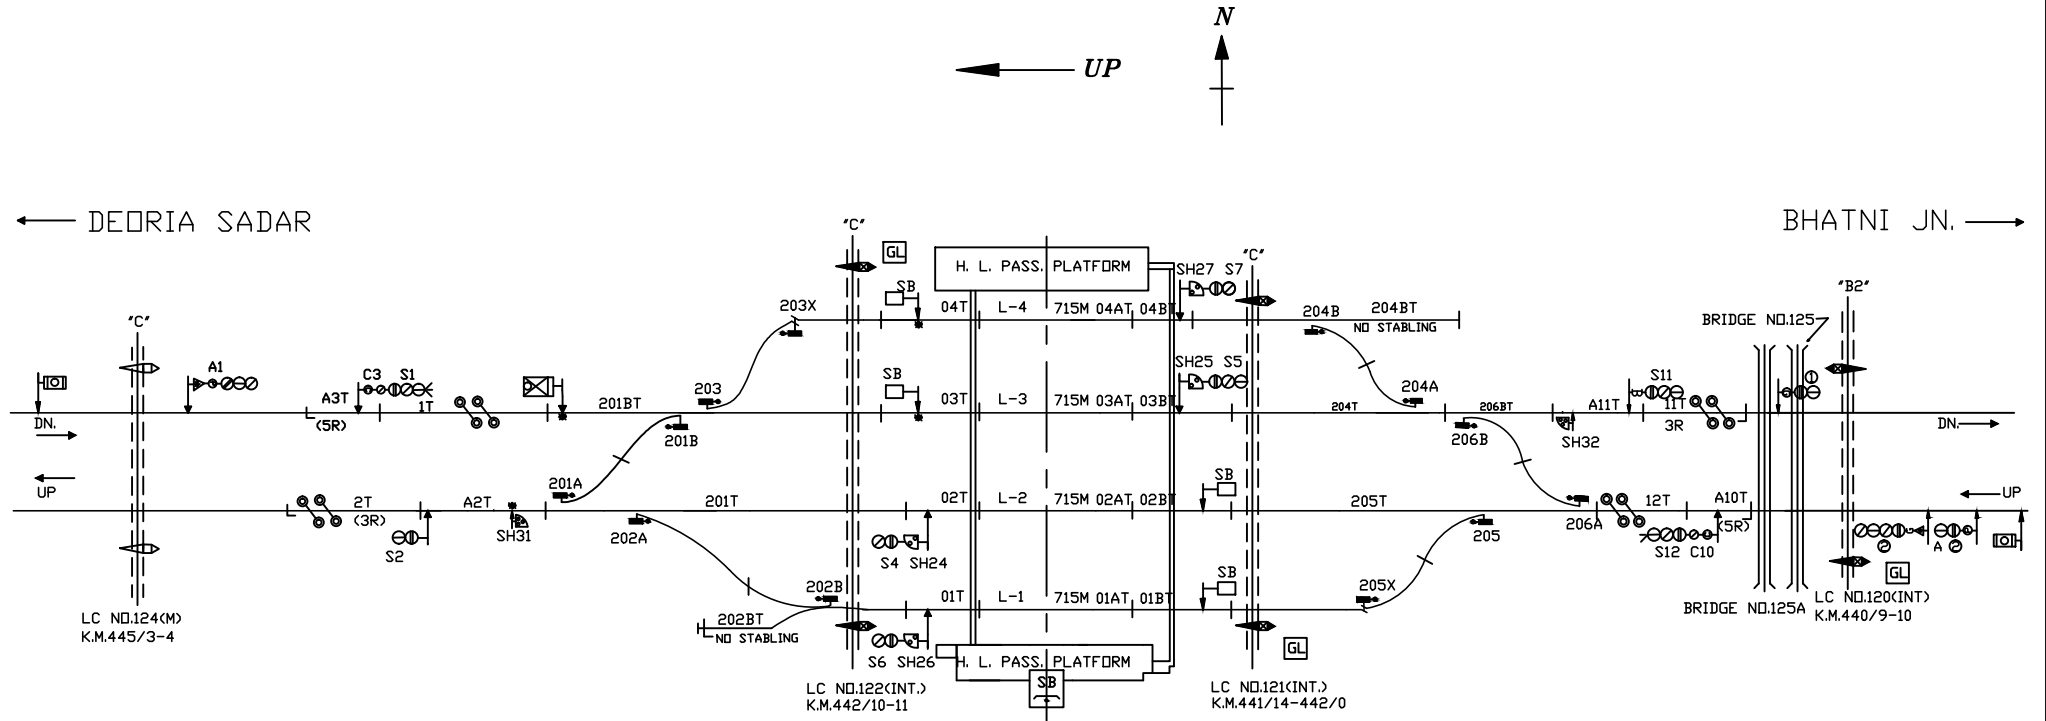 N
UP
DEORIA SADAR
BHATNI JN.
"C"
GL
H. L. PASS. PLATFORM
"C"
SH27 S7
"B2"
SB
203X
04T L-4 715M 04AT 04BT
204B 204BT
NO STABLING
BRIDGE NO.125
"C"
A1
C3 S1
A3T
(5R)
1T
203
201BT
SB
03T L-3 715M 03AT 03BT
SH25 S5
204A
204T
206BT
S11
1
A11T
11T
3R
DN.
201B
206B
SH32
DN.
UP
201A
2T
(3R)
A2T
201T
02T L-2 715M 02AT 02BT
SB
205T
12T
A10T
(5R)
UP
S2
SH31
202A
S4 SH24
205
206A
S12 C10
2 A 2
G
GL
202B
202BT
NO STABLING
01T L-1 715M 01AT 01BT
SB
205X
BRIDGE NO.125A
LC NO.120(INT)
K.M.440/9-10
LC NO.124(M)
K.M.445/3-4
S6 SH26
H. L. PASS. PLATFORM
GL
SB
LC NO.122(INT.)
K.M.442/10-11
LC NO.121(INT.)
K.M.441/14-442/0